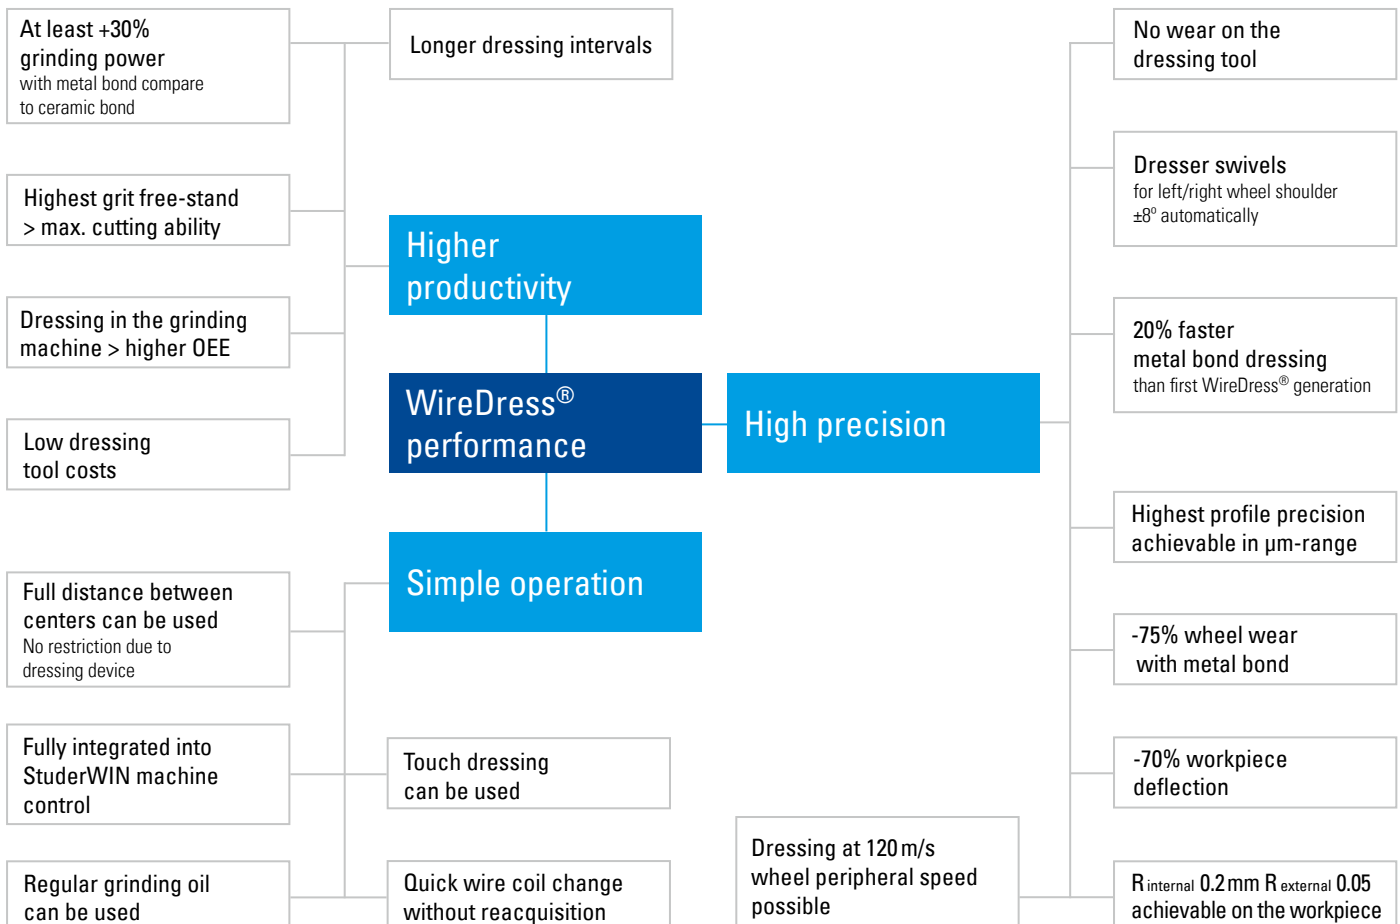 At least +30%
grinding power
with metal bond compare
to ceramic bond
Longer dressing intervals
Highest grit free-stand
> max. cutting ability
Dressing in the grinding
machine > higher OEE
Low dressing
tool costs
Higher
productivity
WireDress®
performance
High precision
Simple operation
Full distance between
centers can be used
No restriction due to
dressing device
Fully integrated into
StuderWIN machine
control
Touch dressing
can be used
Regular grinding oil
can be used
Quick wire coil change
without reacquisition
No wear on the
dressing tool
Dresser swivels
for left/right wheel shoulder
±8° automatically
20% faster
metal bond dressing
than first WireDress® generation
Highest profile precision
achievable in µm-range
-75% wheel wear
with metal bond
-70% workpiece
deflection
Dressing at 120 m/s
wheel peripheral speed
possible
R internal 0.2 mm R external 0.05
achievable on the workpiece